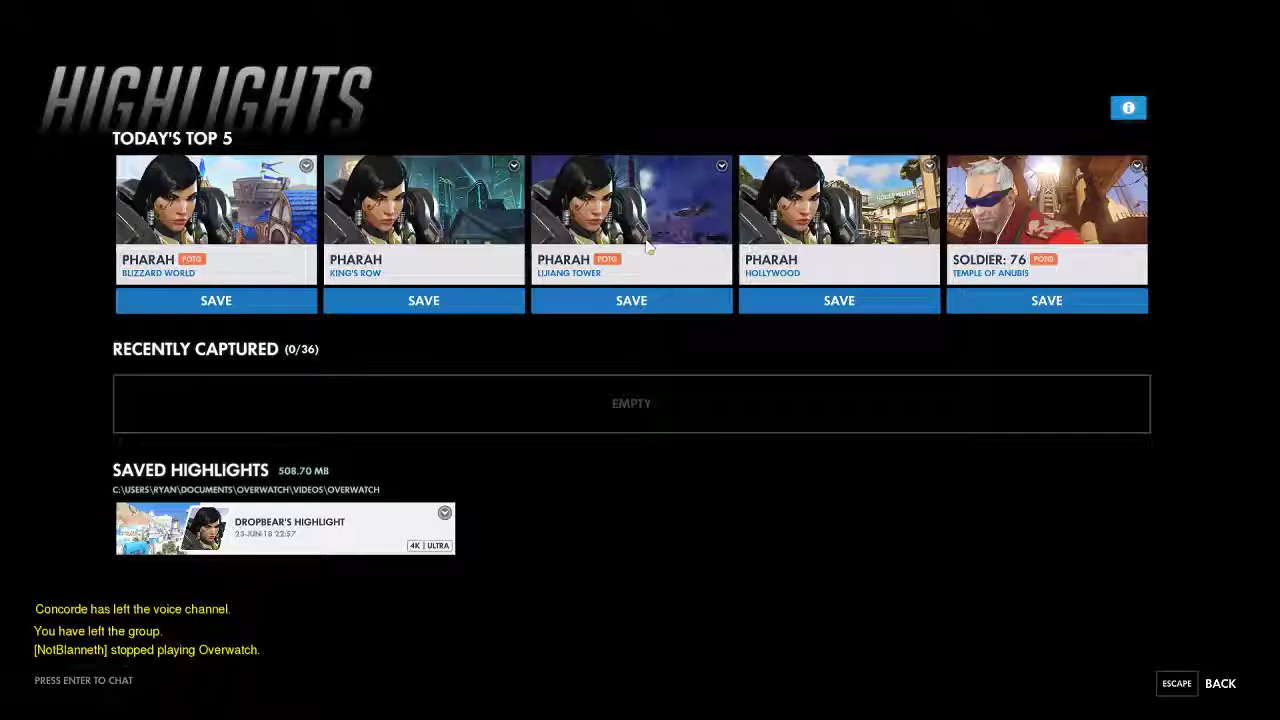 HIGHLIGHTS
TODAY'S TOP 5
PHARAH POTG
BLIZZARD WORLD
SAVE
PHARAH
KING'S ROW
SAVE
PHARAH POTG
LIJIANG TOWER
SAVE
PHARAH
HOLLYWOOD
HOLLYWOOD
SAVE
SOLDIER: 76 POTG
TEMPLE OF ANUBIS
SAVE
RECENTLY CAPTURED (0/36)
EMPTY
SAVED HIGHLIGHTS 508.70 MB
C:\USERS\RYAN\DOCUMENTS\OVERWATCH\VIDEOS\OVERWATCH
DROPBEAR'S HIGHLIGHT
23-JUN-18 22:57
4K | ULTRA
Concorde has left the voice channel.
You have left the group.
[NotBlanneth] stopped playing Overwatch.
PRESS ENTER TO CHAT
ESCAPE BACK